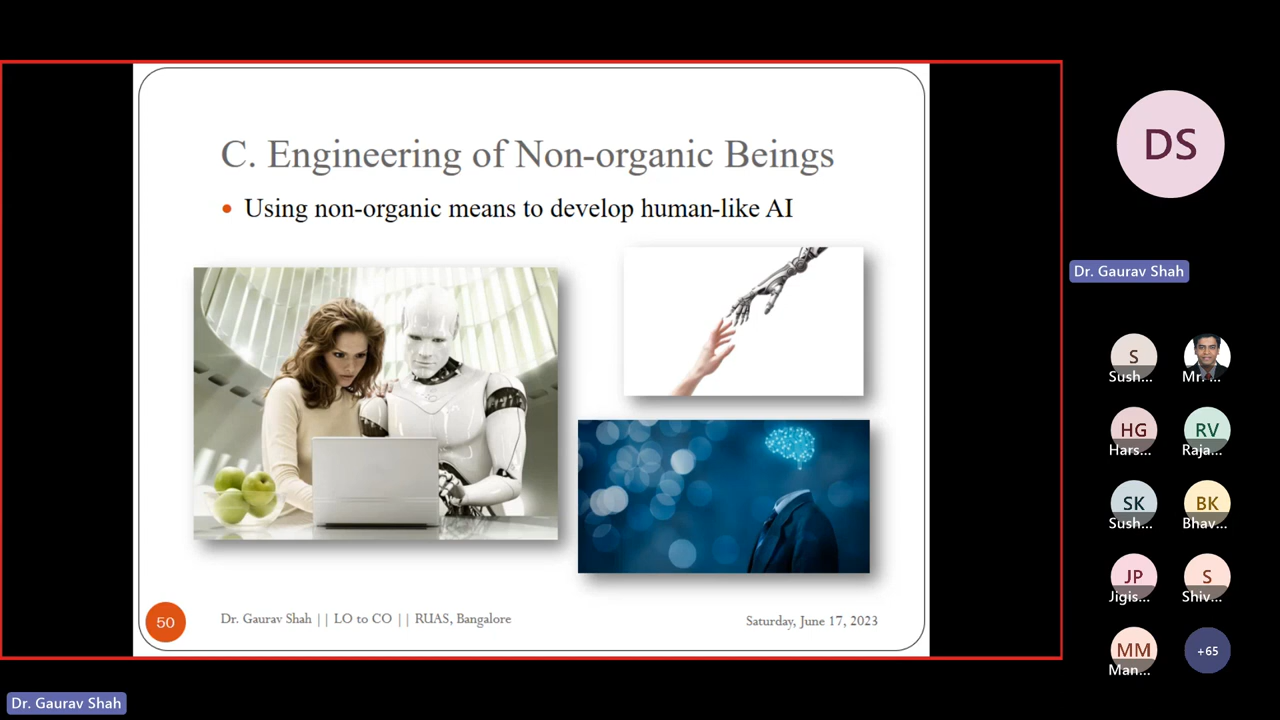 C. Engineering of Non-organic Beings
• Using non-organic means to develop human-like AI
50
Dr. Gaurav Shah || LO to CO || RUAS, Bangalore
Saturday, June 17, 2023
DS
Dr. Gaurav Shah
S
Sush...
Mr. ...
HG
Hars...
RV
Raja...
SK
Sush...
BK
Bhav...
JP
Jigis...
S
Shiv...
MM
Man...
+65
Dr. Gaurav Shah